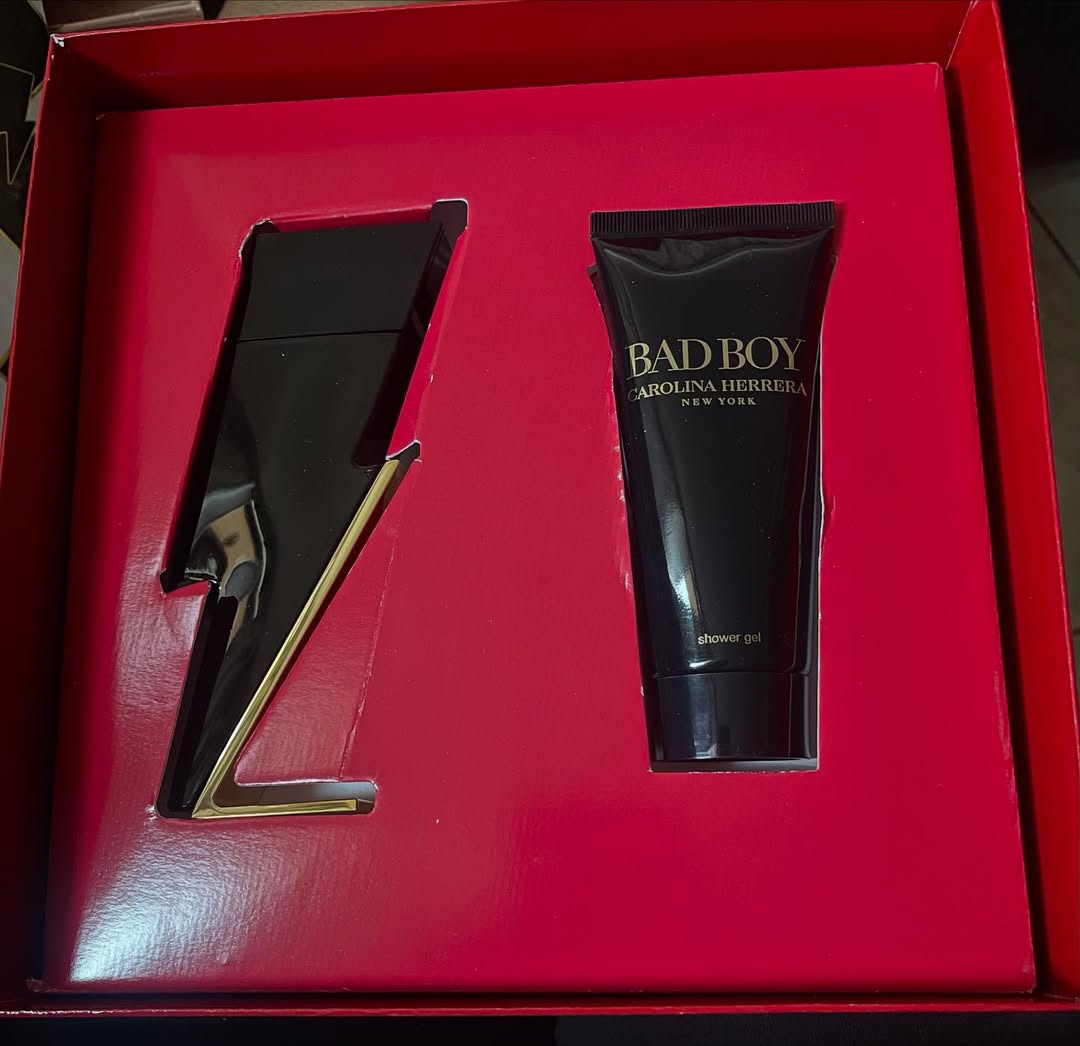 BAD BOY
CAROLINA HERRERA
NEW YORK
shower gel